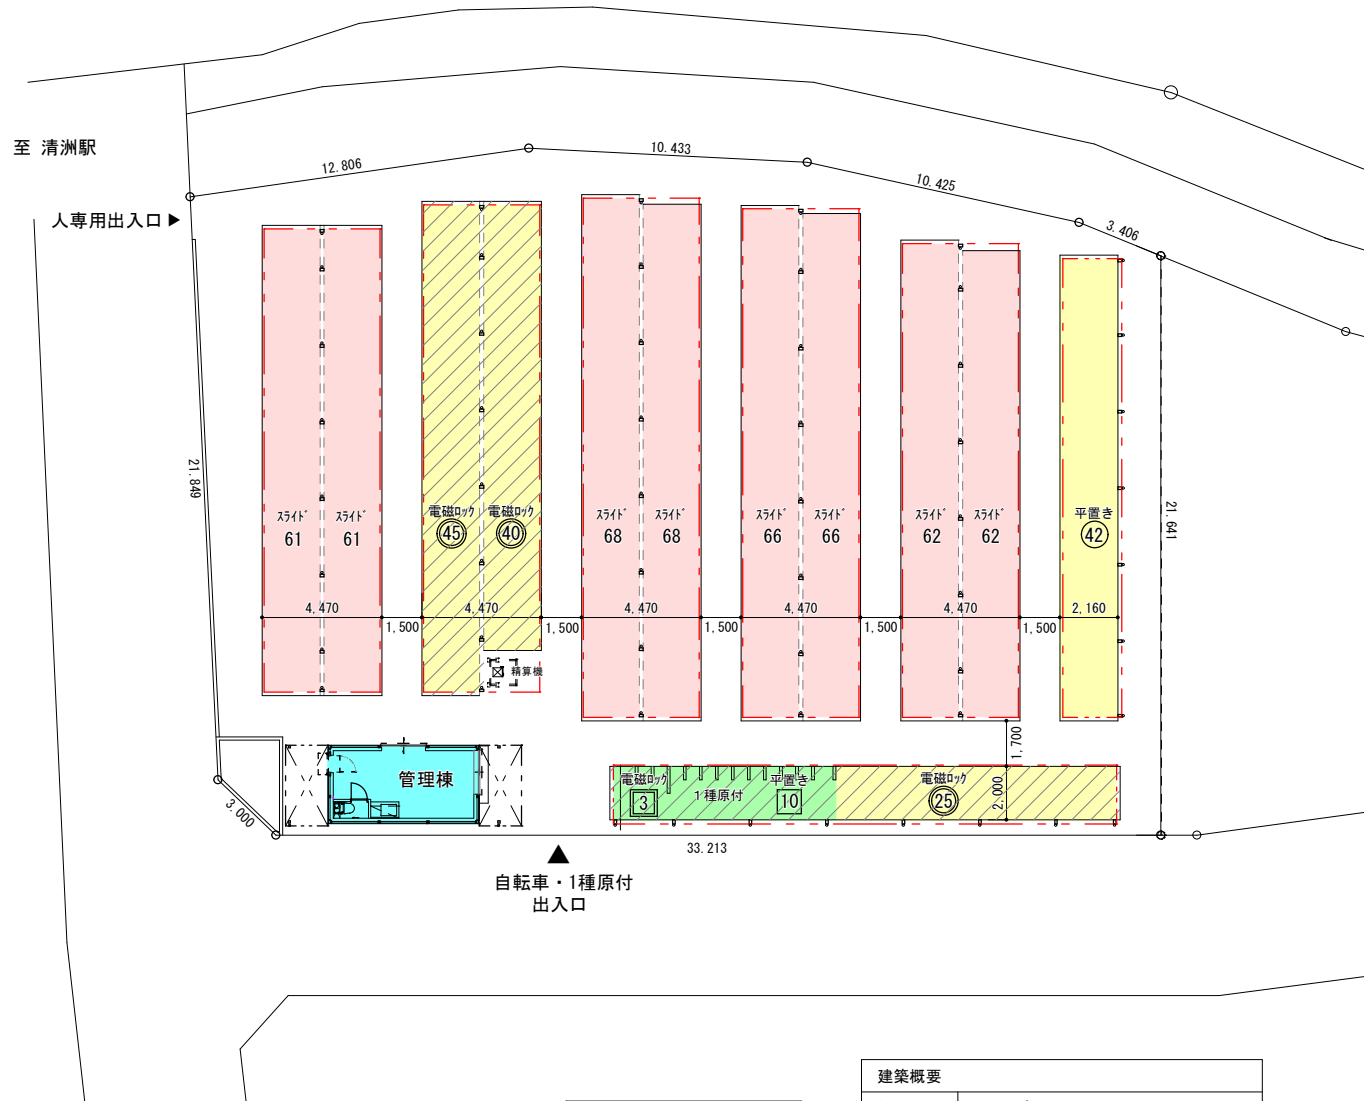 至 清洲駅
人専用出入口▶
12.806
10.433
10.425
3.406
21.849
21.641
ｽﾗｲﾄﾞ
61
ｽﾗｲﾄﾞ
61
電磁ﾛｯｸ
45
電磁ﾛｯｸ
40
ｽﾗｲﾄﾞ
68
ｽﾗｲﾄﾞ
68
ｽﾗｲﾄﾞ
66
ｽﾗｲﾄﾞ
66
ｽﾗｲﾄﾞ
62
ｽﾗｲﾄﾞ
62
平置き
42
4,470
1,500
4,470
1,500
4,470
1,500
4,470
1,500
4,470
1,500
2,160
精算機
1,700
管理棟
電磁ﾛｯｸ
3
1種原付
平置き
10
電磁ﾛｯｸ
25
2,000
3.000
33.213
自転車・1種原付
出入口
建築概要